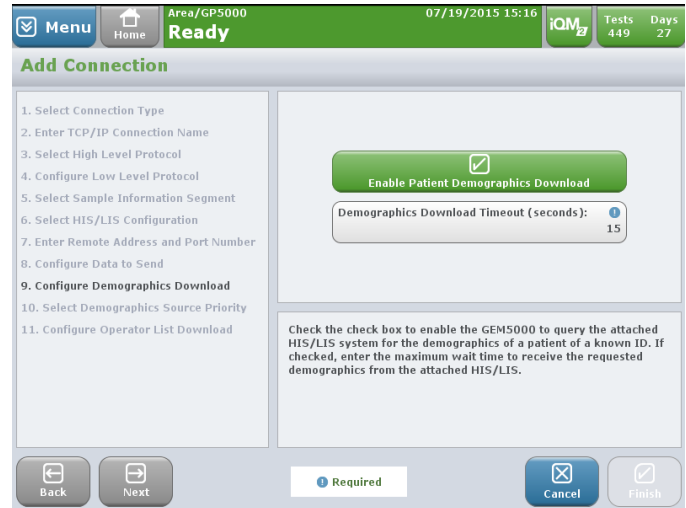 Menu
Home
Area/GP5000
07/19/2015 15:16
Ready
iQM2
Tests Days
449 27
Add Connection
1. Select Connection Type
2. Enter TCP/IP Connection Name
3. Select High Level Protocol
4. Configure Low Level Protocol
5. Select Sample Information Segment
6. Select HIS/LIS Configuration
7. Enter Remote Address and Port Number
8. Configure Data to Send
9. Configure Demographics Download
10. Select Demographics Source Priority
11. Configure Operator List Download
Enable Patient Demographics Download
Demographics Download Timeout (seconds):
15
Check the check box to enable the GEM5000 to query the attached
HIS/LIS system for the demographics of a patient of a known ID. If
checked, enter the maximum wait time to receive the requested
demographics from the attached HIS/LIS.
Back
Next
Required
Cancel
Finish